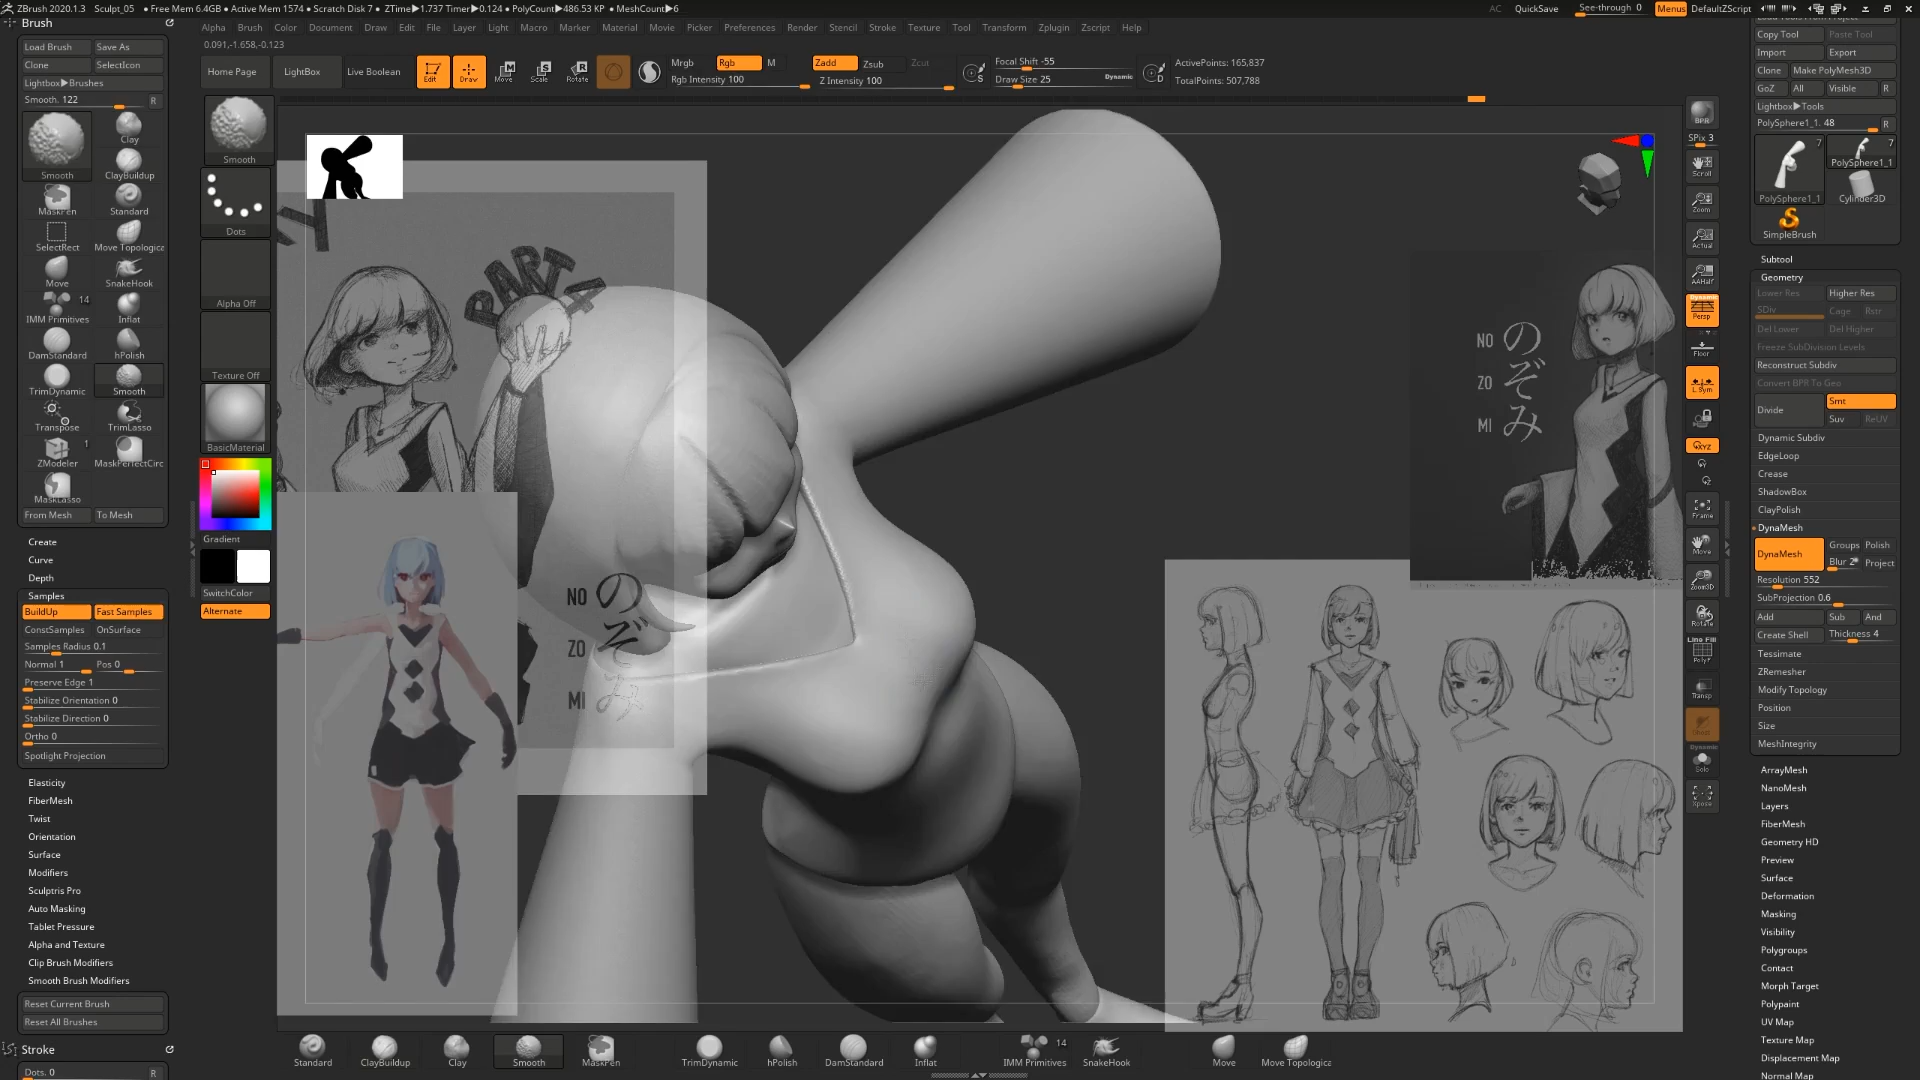 ZBrush 2020.1.3 Sculpt_05 • Free Mem 6.4GB • Active Mem 1574 • Scratch Disk 7 • ZTime▶1.737 Timer▶0.124 • PolyCount▶486.53 KP • MeshCount▶6
AC QuickSave See-through 0 Menus DefaultZScript
Brush
Alpha Brush Color Document Draw Edit File Layer Light Macro Marker Material Movie Picker Preferences Render Stencil Stroke Texture Tool Transform Zplugin Zscript Help
0.091,-1.658,-0.123
Load Brush Save As
Clone SelectIcon
Lightbox▶Brushes
Smooth. 122 R
Smooth
Clay
ClayBuildup
MaskPen
Standard
SelectRect
Move Topologica
Move
SnakeHook
14
IMM Primitives
Inflat
DamStandard
hPolish
TrimDynamic
Smooth
Transpose
TrimLasso
1
ZModeler
MaskPerfectCirc
MaskLasso
From Mesh To Mesh
Create
Curve
Depth
Samples
BuildUp Fast Samples
ConstSamples OnSurface
Samples Radius 0.1
Normal 1 Pos 0
Preserve Edge 1
Stabilize Orientation 0
Stabilize Direction 0
Ortho 0
Spotlight Projection
Elasticity
FiberMesh
Twist
Orientation
Surface
Modifiers
Sculptris Pro
Auto Masking
Tablet Pressure
Alpha and Texture
Clip Brush Modifiers
Smooth Brush Modifiers
Reset Current Brush
Reset All Brushes
Stroke
Dots. 0 R
Home Page LightBox Live Boolean
Edit Draw Move Scale Rotate
Mrgb Rgb M
Rgb Intensity 100
Zadd Zsub Zcut
Z Intensity 100
S
Focal Shift -55
Draw Size 25 Dynamic
D
ActivePoints: 165,837
TotalPoints: 507,788
Smooth
Dots
Alpha Off
Texture Off
BasicMaterial
Gradient
SwitchColor
Alternate
PART
NO のぞみ
ZO
MI
NO のぞみ
ZO
MI
BPR
SPix 3
Scroll
Zoom
Actual
AAHalf
Dynamic
Persp
Floor
L.Sym
XYZ
Frame
Move
Zoom3D
Rotate
Line Fill
PolyF
Transp
Ghost
Dynamic
Solo
Xpose
Copy Tool Paste Tool
Import Export
Clone Make PolyMesh3D
GoZ All Visible R
Lightbox▶Tools
PolySphere1_1. 48 R
7
PolySphere1_1
7
PolySphere1_1
Cylinder3D
SimpleBrush
Subtool
Geometry
Lower Res Higher Res
SDiv Cage Rstr
Del Lower Del Higher
Freeze SubDivision Levels
Reconstruct Subdiv
Convert BPR To Geo
Divide Smt
Suv ReUV
Dynamic Subdiv
EdgeLoop
Crease
ShadowBox
ClayPolish
DynaMesh
DynaMesh Groups Polish
Blur 2 Project
Resolution 552
SubProjection 0.6
Add Sub And
Create Shell Thickness 4
Tessimate
ZRemesher
Modify Topology
Position
Size
MeshIntegrity
ArrayMesh
NanoMesh
Layers
FiberMesh
Geometry HD
Preview
Surface
Deformation
Masking
Visibility
Polygroups
Contact
Morph Target
Polypaint
UV Map
Texture Map
Displacement Map
Normal Map
Standard ClayBuildup Clay Smooth MaskPen TrimDynamic hPolish DamStandard Inflat IMM Primitives 14 SnakeHook Move Move Topologica